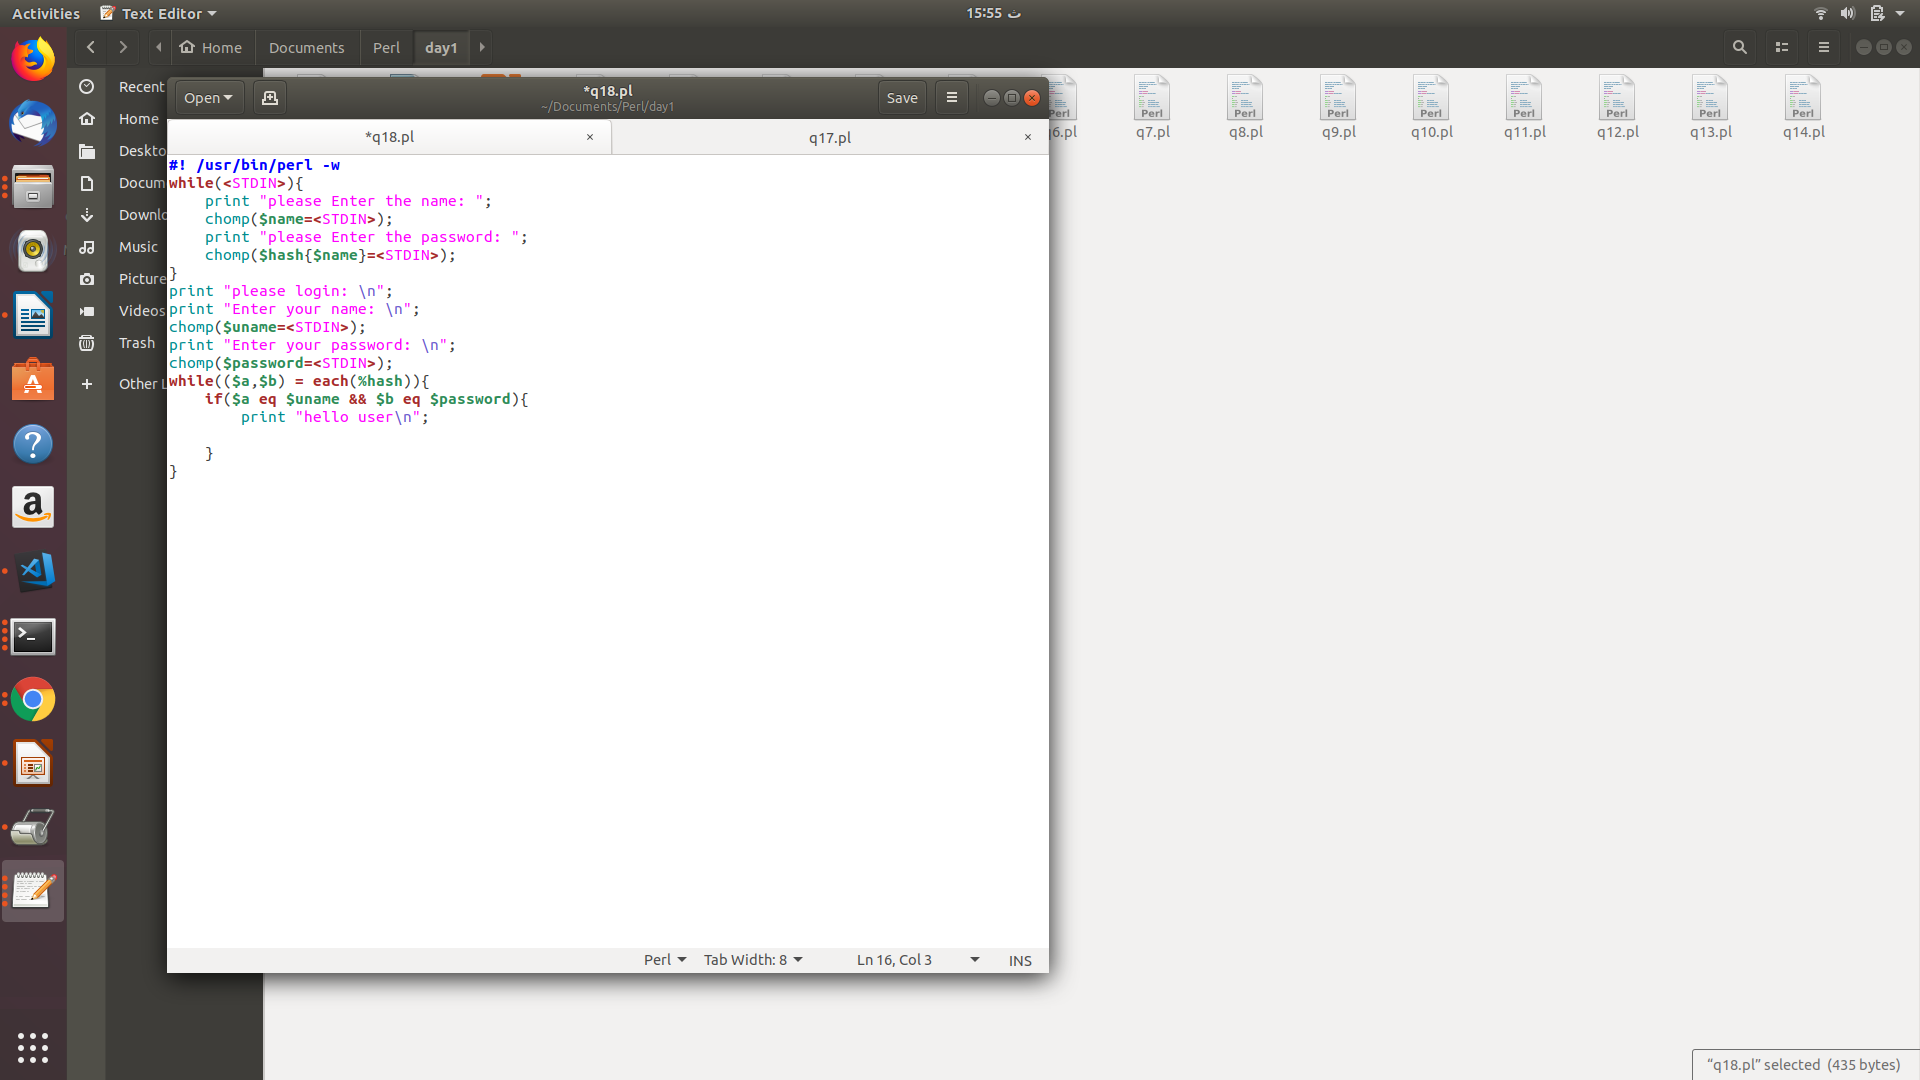 Activities Text Editor 15:55 ث
Home Documents Perl day1
Recent
Home
Deskto
Docum
Downlo
Music
Picture
Videos
Trash
Other L
Open *q18.pl Save
~/Documents/Perl/day1
*q18.pl × q17.pl ×
#! /usr/bin/perl -w
while(<STDIN>){
    print "please Enter the name: ";
    chomp($name=<STDIN>);
    print "please Enter the password: ";
    chomp($hash{$name}=<STDIN>);
}
print "please login: \n";
print "Enter your name: \n";
chomp($uname=<STDIN>);
print "Enter your password: \n";
chomp($password=<STDIN>);
while(($a,$b) = each(%hash)){
    if($a eq $uname && $b eq $password){
        print "hello user\n";
    }
}
Perl Tab Width: 8 Ln 16, Col 3 INS
Perl Perl Perl Perl Perl Perl Perl Perl Perl
q6.pl q7.pl q8.pl q9.pl q10.pl q11.pl q12.pl q13.pl q14.pl
"q18.pl" selected (435 bytes)